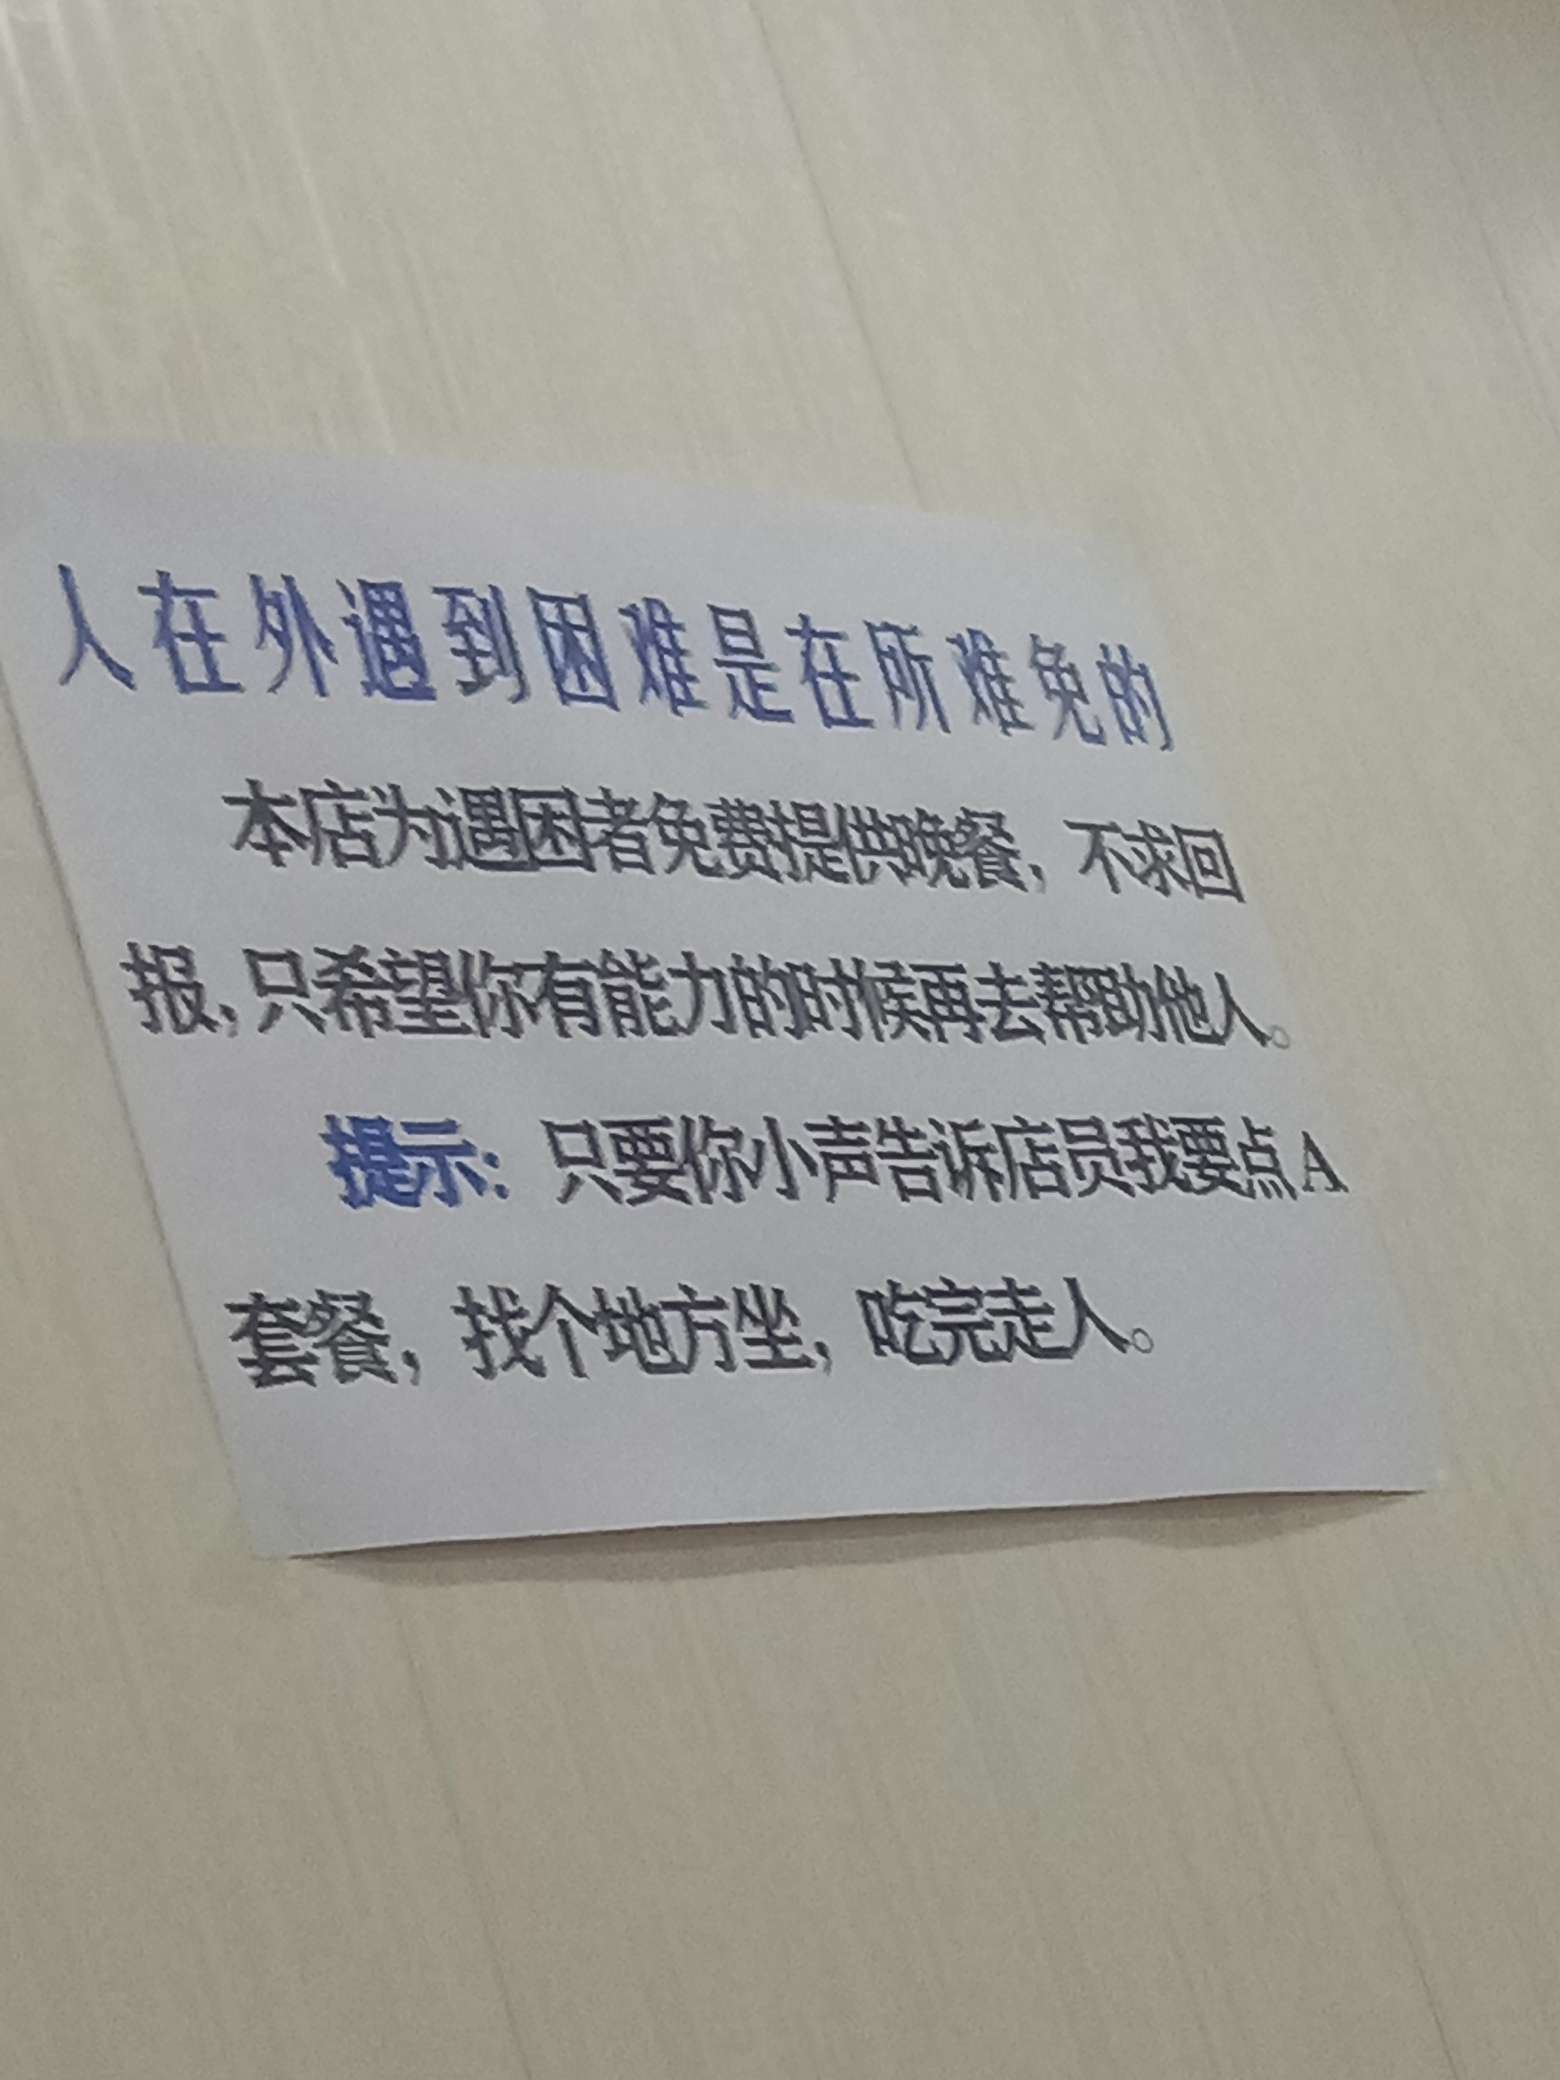 人在外遇到困难是在所难免的
本店为遇困者免费提供晚餐，不求回
报，只希望你有能力的时候再去帮助他人。
提示：只要你小声告诉店员我要点A
套餐，找个地方坐，吃完走人。